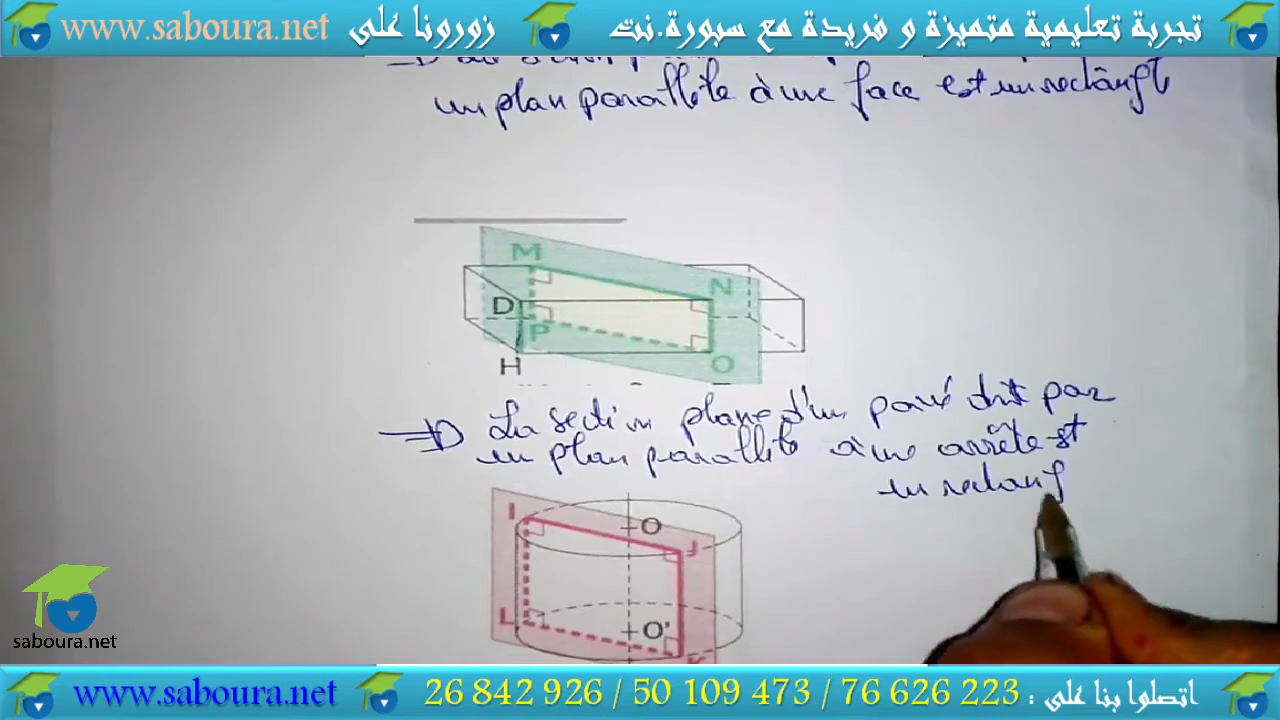 www.saboura.net زورونا على تجربة تعليمية متميزة و فريدة مع سبورة.نت
un plan parallèle à une face est un rectangle
M
N
D
P
H
O
=> La section plane d'un pavé droit par
un plan parallèle à une arrête est
un rectang
I
O
J
L
O'
K
saboura.net
www.saboura.net 26 842 926 / 50 109 473 / 76 626 223 : اتصلوا بنا على